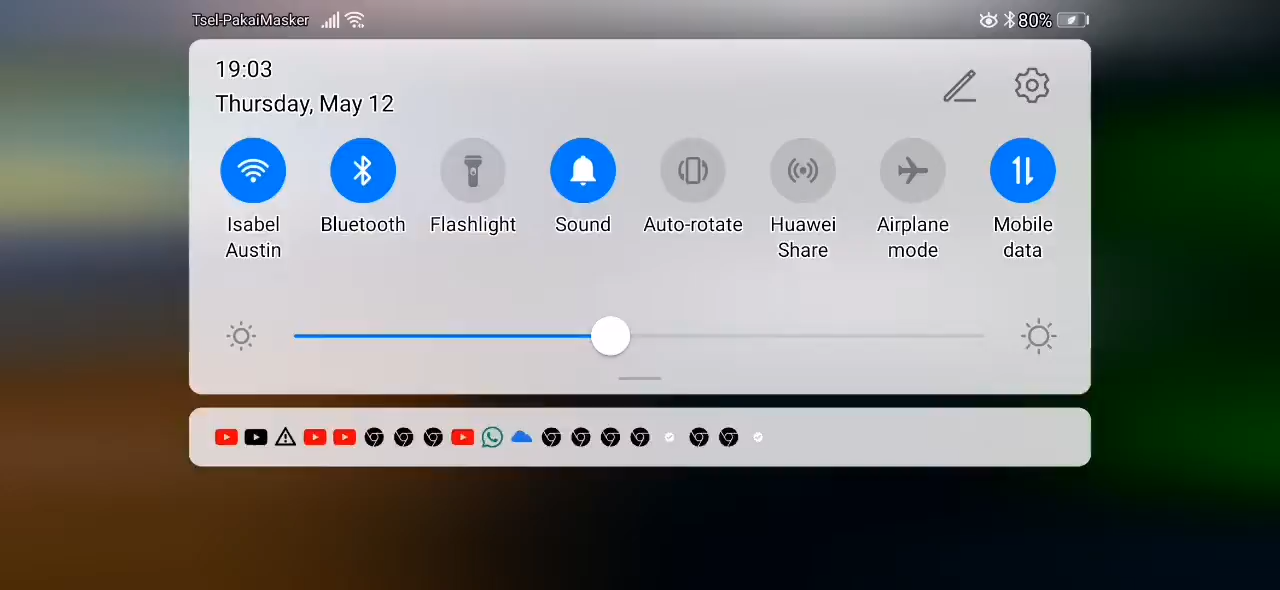 Tsel-PakaiMasker
80%
19:03
Thursday, May 12
Isabel
Austin
Bluetooth
Flashlight
Sound
Auto-rotate
Huawei
Share
Airplane
mode
Mobile
data